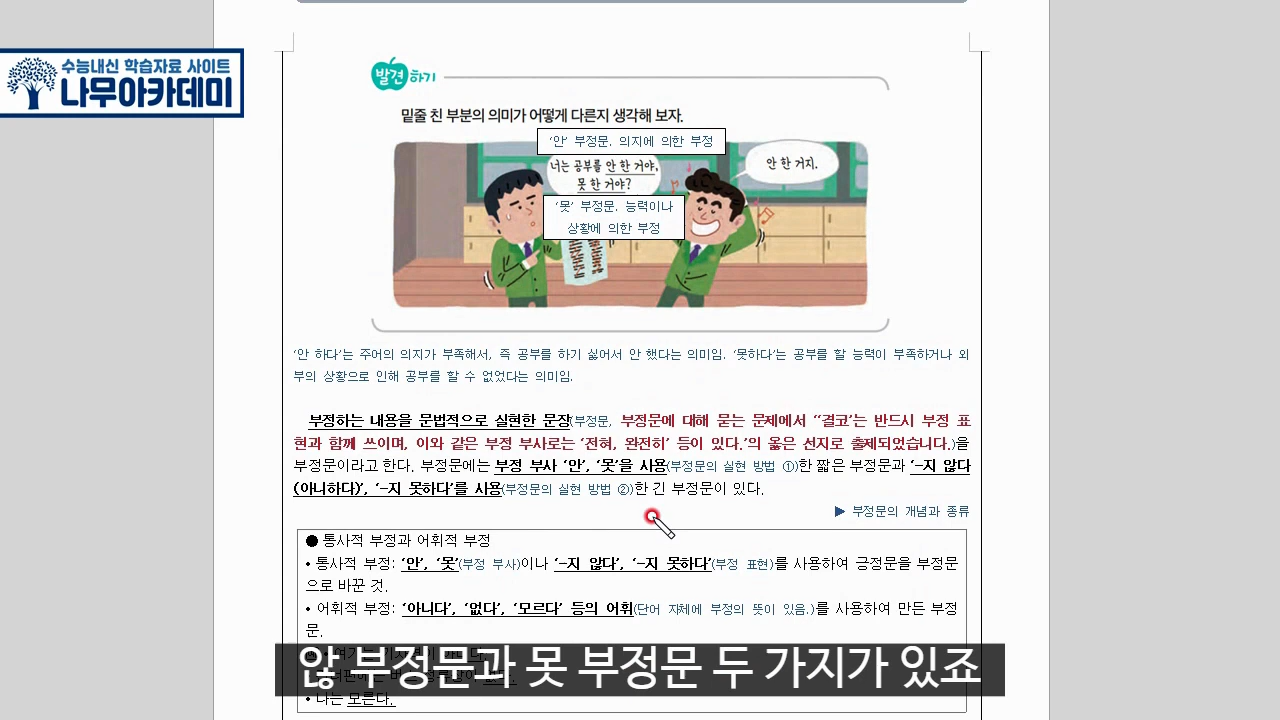 수능내신 학습자료 사이트
나무아카데미
발견하기
밑줄 친 부분의 의미가 어떻게 다른지 생각해 보자.
‘안’ 부정문. 의지에 의한 부정
너는 공부를 안 한 거야,
못 한 거야?
안 한 거지.
‘못’ 부정문. 능력이나
상황에 의한 부정
‘안 하다’는 주어의 의지가 부족해서, 즉 공부를 하기 싫어서 안 했다는 의미임. ‘못하다’는 공부를 할 능력이 부족하거나 외
부의 상황으로 인해 공부를 할 수 없었다는 의미임.
부정하는 내용을 문법적으로 실현한 문장(부정문, 부정문에 대해 묻는 문제에서 “결코’는 반드시 부정 표
현과 함께 쓰이며, 이와 같은 부정 부사로는 ‘전혀, 완전히’ 등이 있다.’의 옳은 선지로 출제되었습니다.)을
부정문이라고 한다. 부정문에는 부정 부사 ‘안’, ‘못’을 사용(부정문의 실현 방법 ①)한 짧은 부정문과 ‘-지 않다
(아니하다)’, ‘-지 못하다’를 사용(부정문의 실현 방법 ②)한 긴 부정문이 있다.
▶ 부정문의 개념과 종류
● 통사적 부정과 어휘적 부정
• 통사적 부정: ‘안’, ‘못’(부정 부사)이나 ‘-지 않다’, ‘-지 못하다’(부정 표현)를 사용하여 긍정문을 부정문
으로 바꾼 것.
• 어휘적 부정: ‘아니다’, ‘없다’, ‘모르다’ 등의 어휘(단어 자체에 부정의 뜻이 있음.)를 사용하여 만든 부정
문.
않 부정문과 못 부정문 두 가지가 있죠
• 나는 모른다.